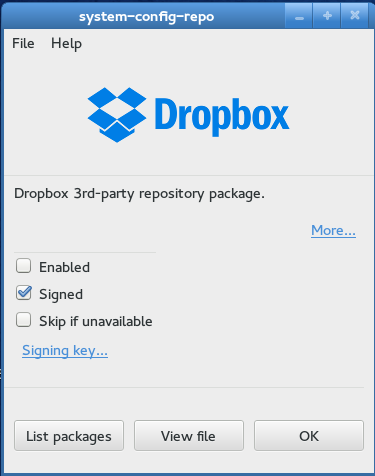 system-config-repo
File Help
Dropbox
Dropbox 3rd-party repository package.
More...
Enabled
Signed
Skip if unavailable
Signing key...
List packages View file OK